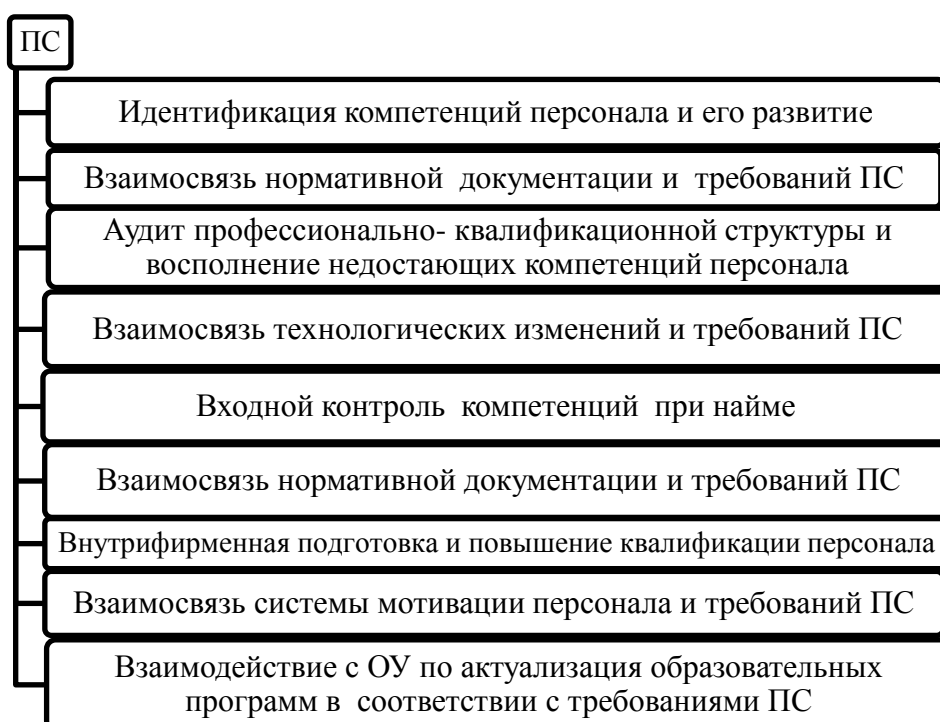 ПС
Идентификация компетенций персонала и его развитие
Взаимосвязь нормативной документации и требований ПС
Аудит профессионально- квалификационной структуры и
восполнение недостающих компетенций персонала
Взаимосвязь технологических изменений и требований ПС
Входной контроль компетенций при найме
Взаимосвязь нормативной документации и требований ПС
Внутрифирменная подготовка и повышение квалификации персонала
Взаимосвязь системы мотивации персонала и требований ПС
Взаимодействие с ОУ по актуализация образовательных
программ в соответствии с требованиями ПС